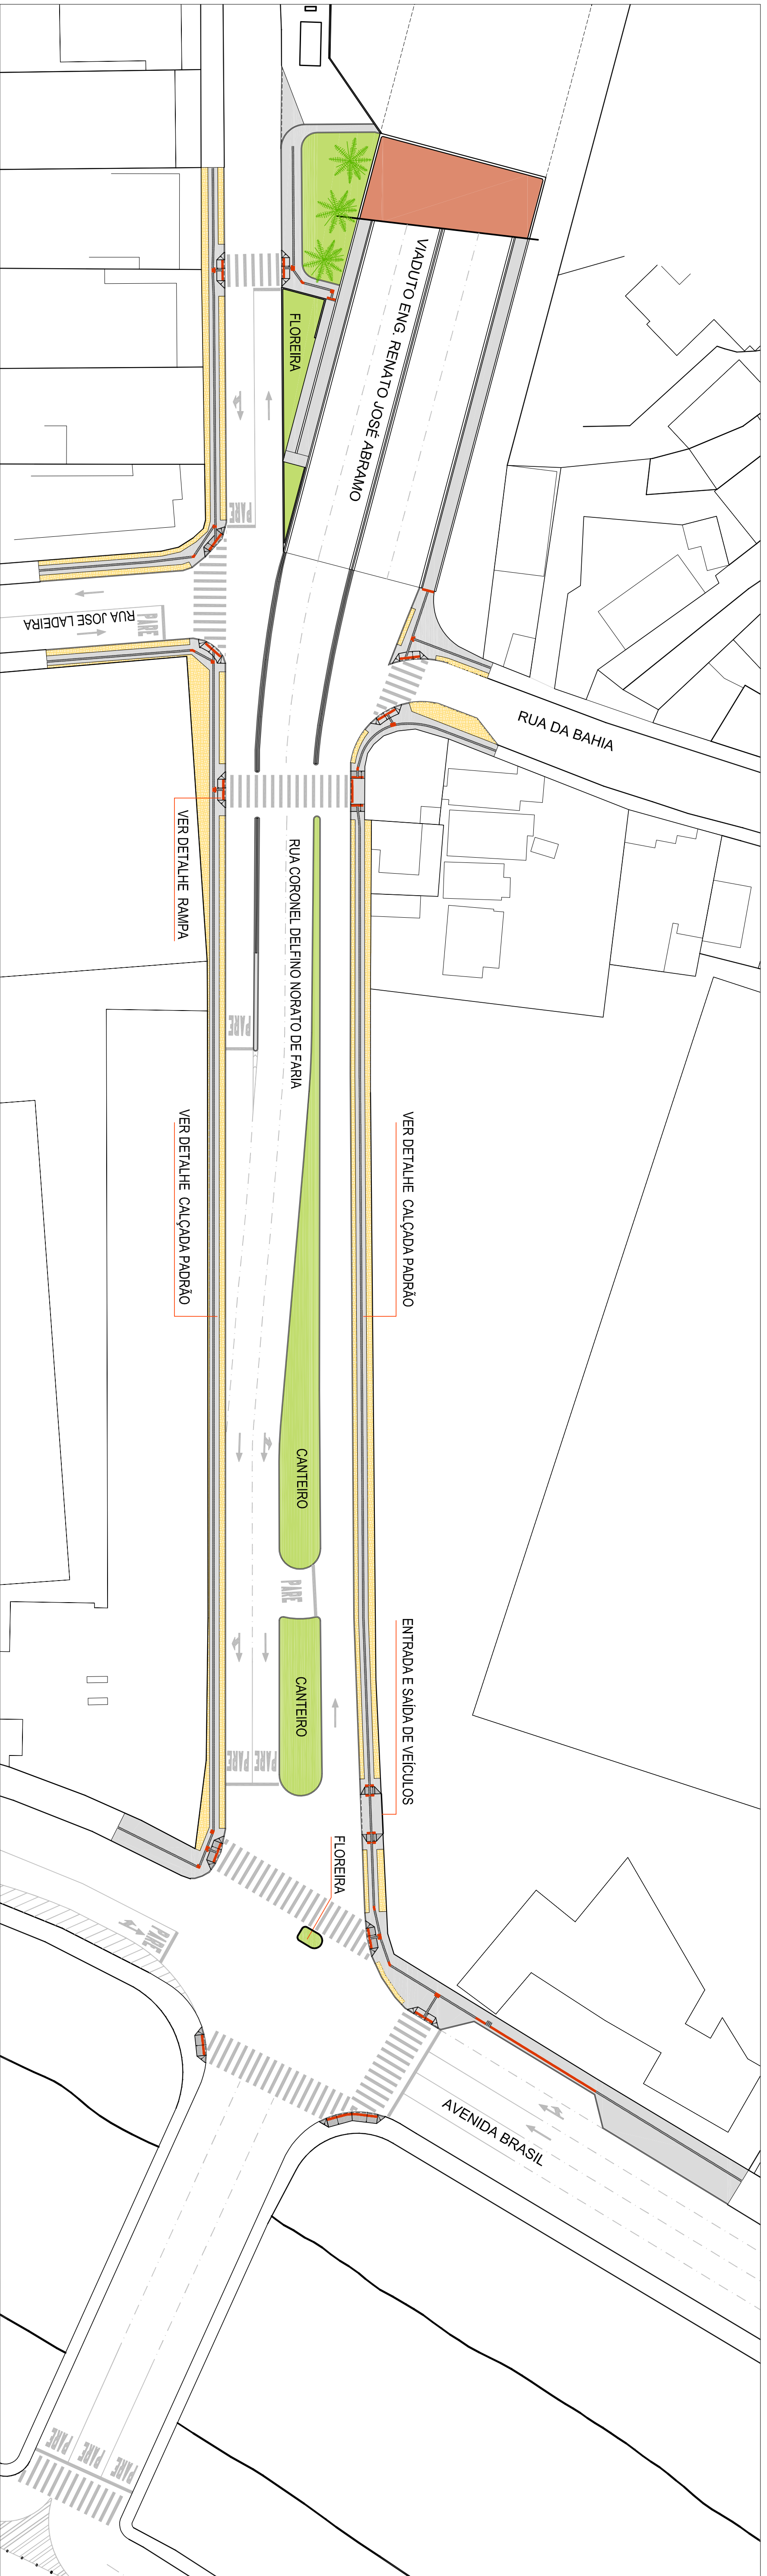 VIADUTO ENG. RENATO JOSÉ ABRAMO
FLOREIRA
PARE
RUA JOSE LADEIRA
PARE
RUA DA BAHIA
VER DETALHE RAMPA
RUA CORONEL DELFINO NORATO DE FARIA
PARE
VER DETALHE CALÇADA PADRÃO
VER DETALHE CALÇADA PADRÃO
CANTEIRO
PARE
ENTRADA E SAÍDA DE VEÍCULOS
CANTEIRO
PARE
PARE
FLOREIRA
PARE
AVENIDA BRASIL
PARE
PARE
PARE